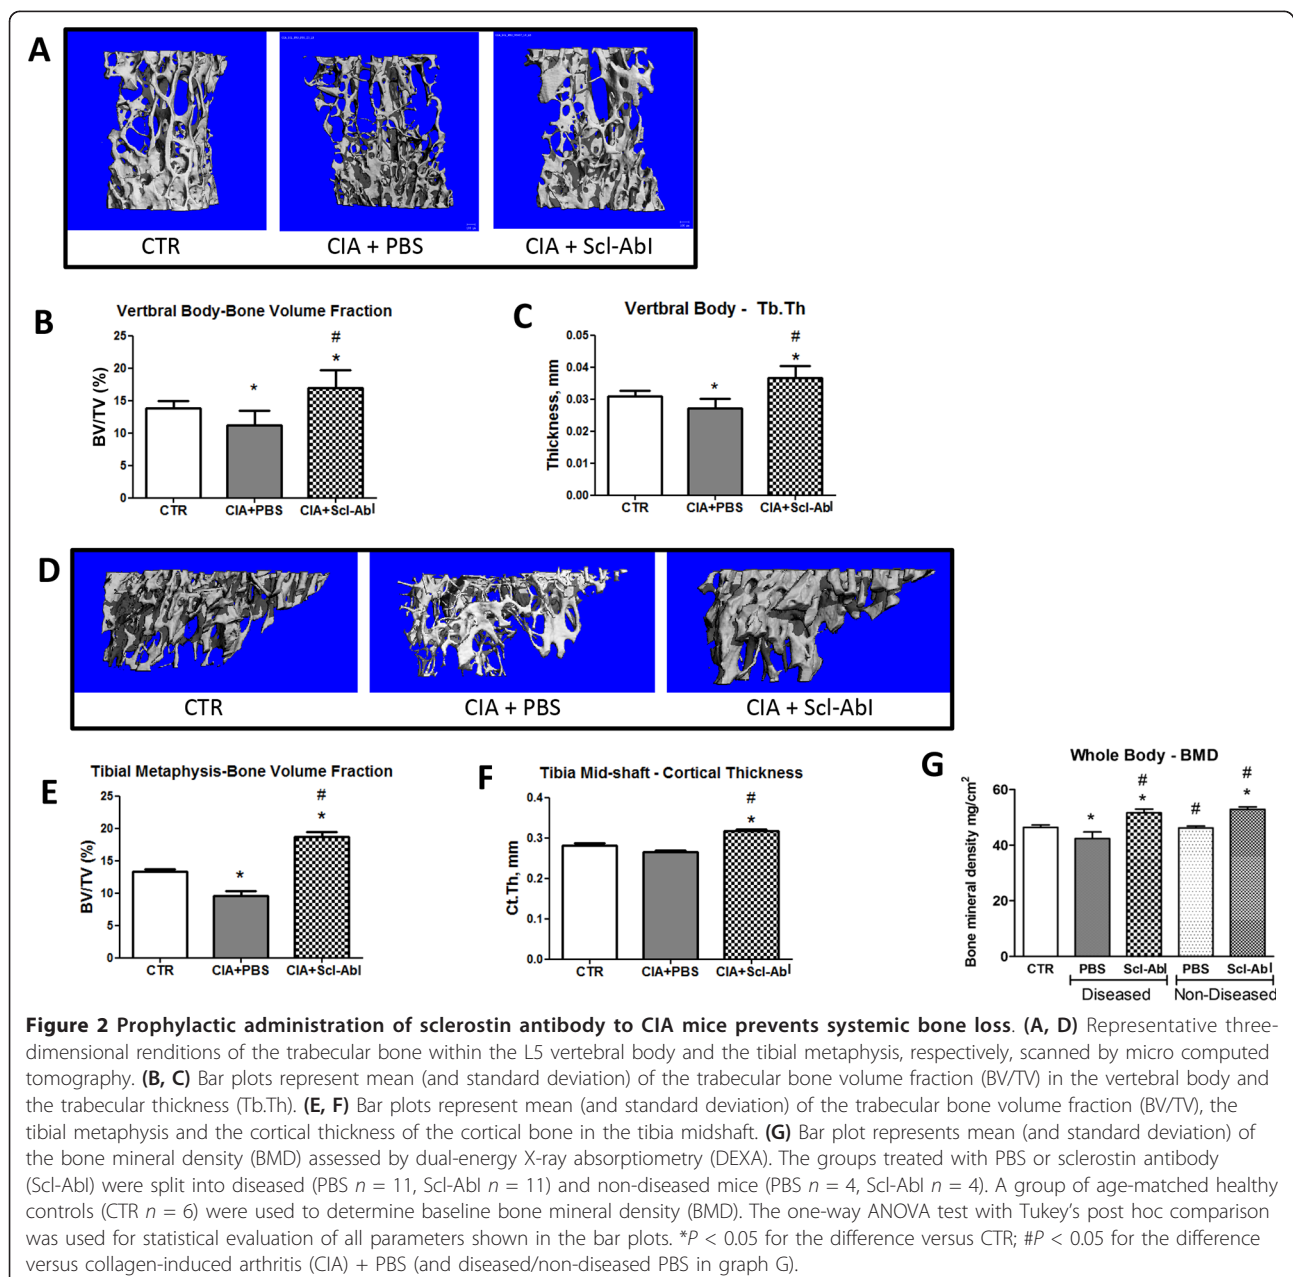 A
CTR
CIA + PBS
CIA + Scl-AbI
B
Vertbral Body-Bone Volume Fraction
BV/TV (%)
25
20
15
10
5
0
*
#
*
CTR
CIA+PBS
CIA+Scl-AbI
C
Vertbral Body - Tb.Th
Thickness, mm
0.05
0.04
0.03
0.02
0.01
0.00
*
#
*
CTR
CIA+PBS
CIA+Scl-AbI
D
CTR
CIA + PBS
CIA + Scl-AbI
E
Tibial Metaphysis-Bone Volume Fraction
BV/TV (%)
25
20
15
10
5
0
*
#
*
CTR
CIA+PBS
CIA+Scl-AbI
F
Tibia Mid-shaft - Cortical Thickness
Ct.Th, mm
0.4
0.3
0.2
0.1
0.0
#
*
CTR
CIA+PBS
CIA+Scl-AbI
G
Whole Body - BMD
Bone mineral density mg/cm²
60
40
20
0
*
#
*
#
#
*
CTR
PBS
Scl-AbI
PBS
Scl-AbI
Diseased
Non-Diseased
Figure 2 Prophylactic administration of sclerostin antibody to CIA mice prevents systemic bone loss. (A, D) Representative three-
dimensional renditions of the trabecular bone within the L5 vertebral body and the tibial metaphysis, respectively, scanned by micro computed
tomography. (B, C) Bar plots represent mean (and standard deviation) of the trabecular bone volume fraction (BV/TV) in the vertebral body and
the trabecular thickness (Tb.Th). (E, F) Bar plots represent mean (and standard deviation) of the trabecular bone volume fraction (BV/TV), the
tibial metaphysis and the cortical thickness of the cortical bone in the tibia midshaft. (G) Bar plot represents mean (and standard deviation) of
the bone mineral density (BMD) assessed by dual-energy X-ray absorptiometry (DEXA). The groups treated with PBS or sclerostin antibody
(Scl-AbI) were split into diseased (PBS n = 11, Scl-AbI n = 11) and non-diseased mice (PBS n = 4, Scl-AbI n = 4). A group of age-matched healthy
controls (CTR n = 6) were used to determine baseline bone mineral density (BMD). The one-way ANOVA test with Tukey's post hoc comparison
was used for statistical evaluation of all parameters shown in the bar plots. *P < 0.05 for the difference versus CTR; #P < 0.05 for the difference
versus collagen-induced arthritis (CIA) + PBS (and diseased/non-diseased PBS in graph G).